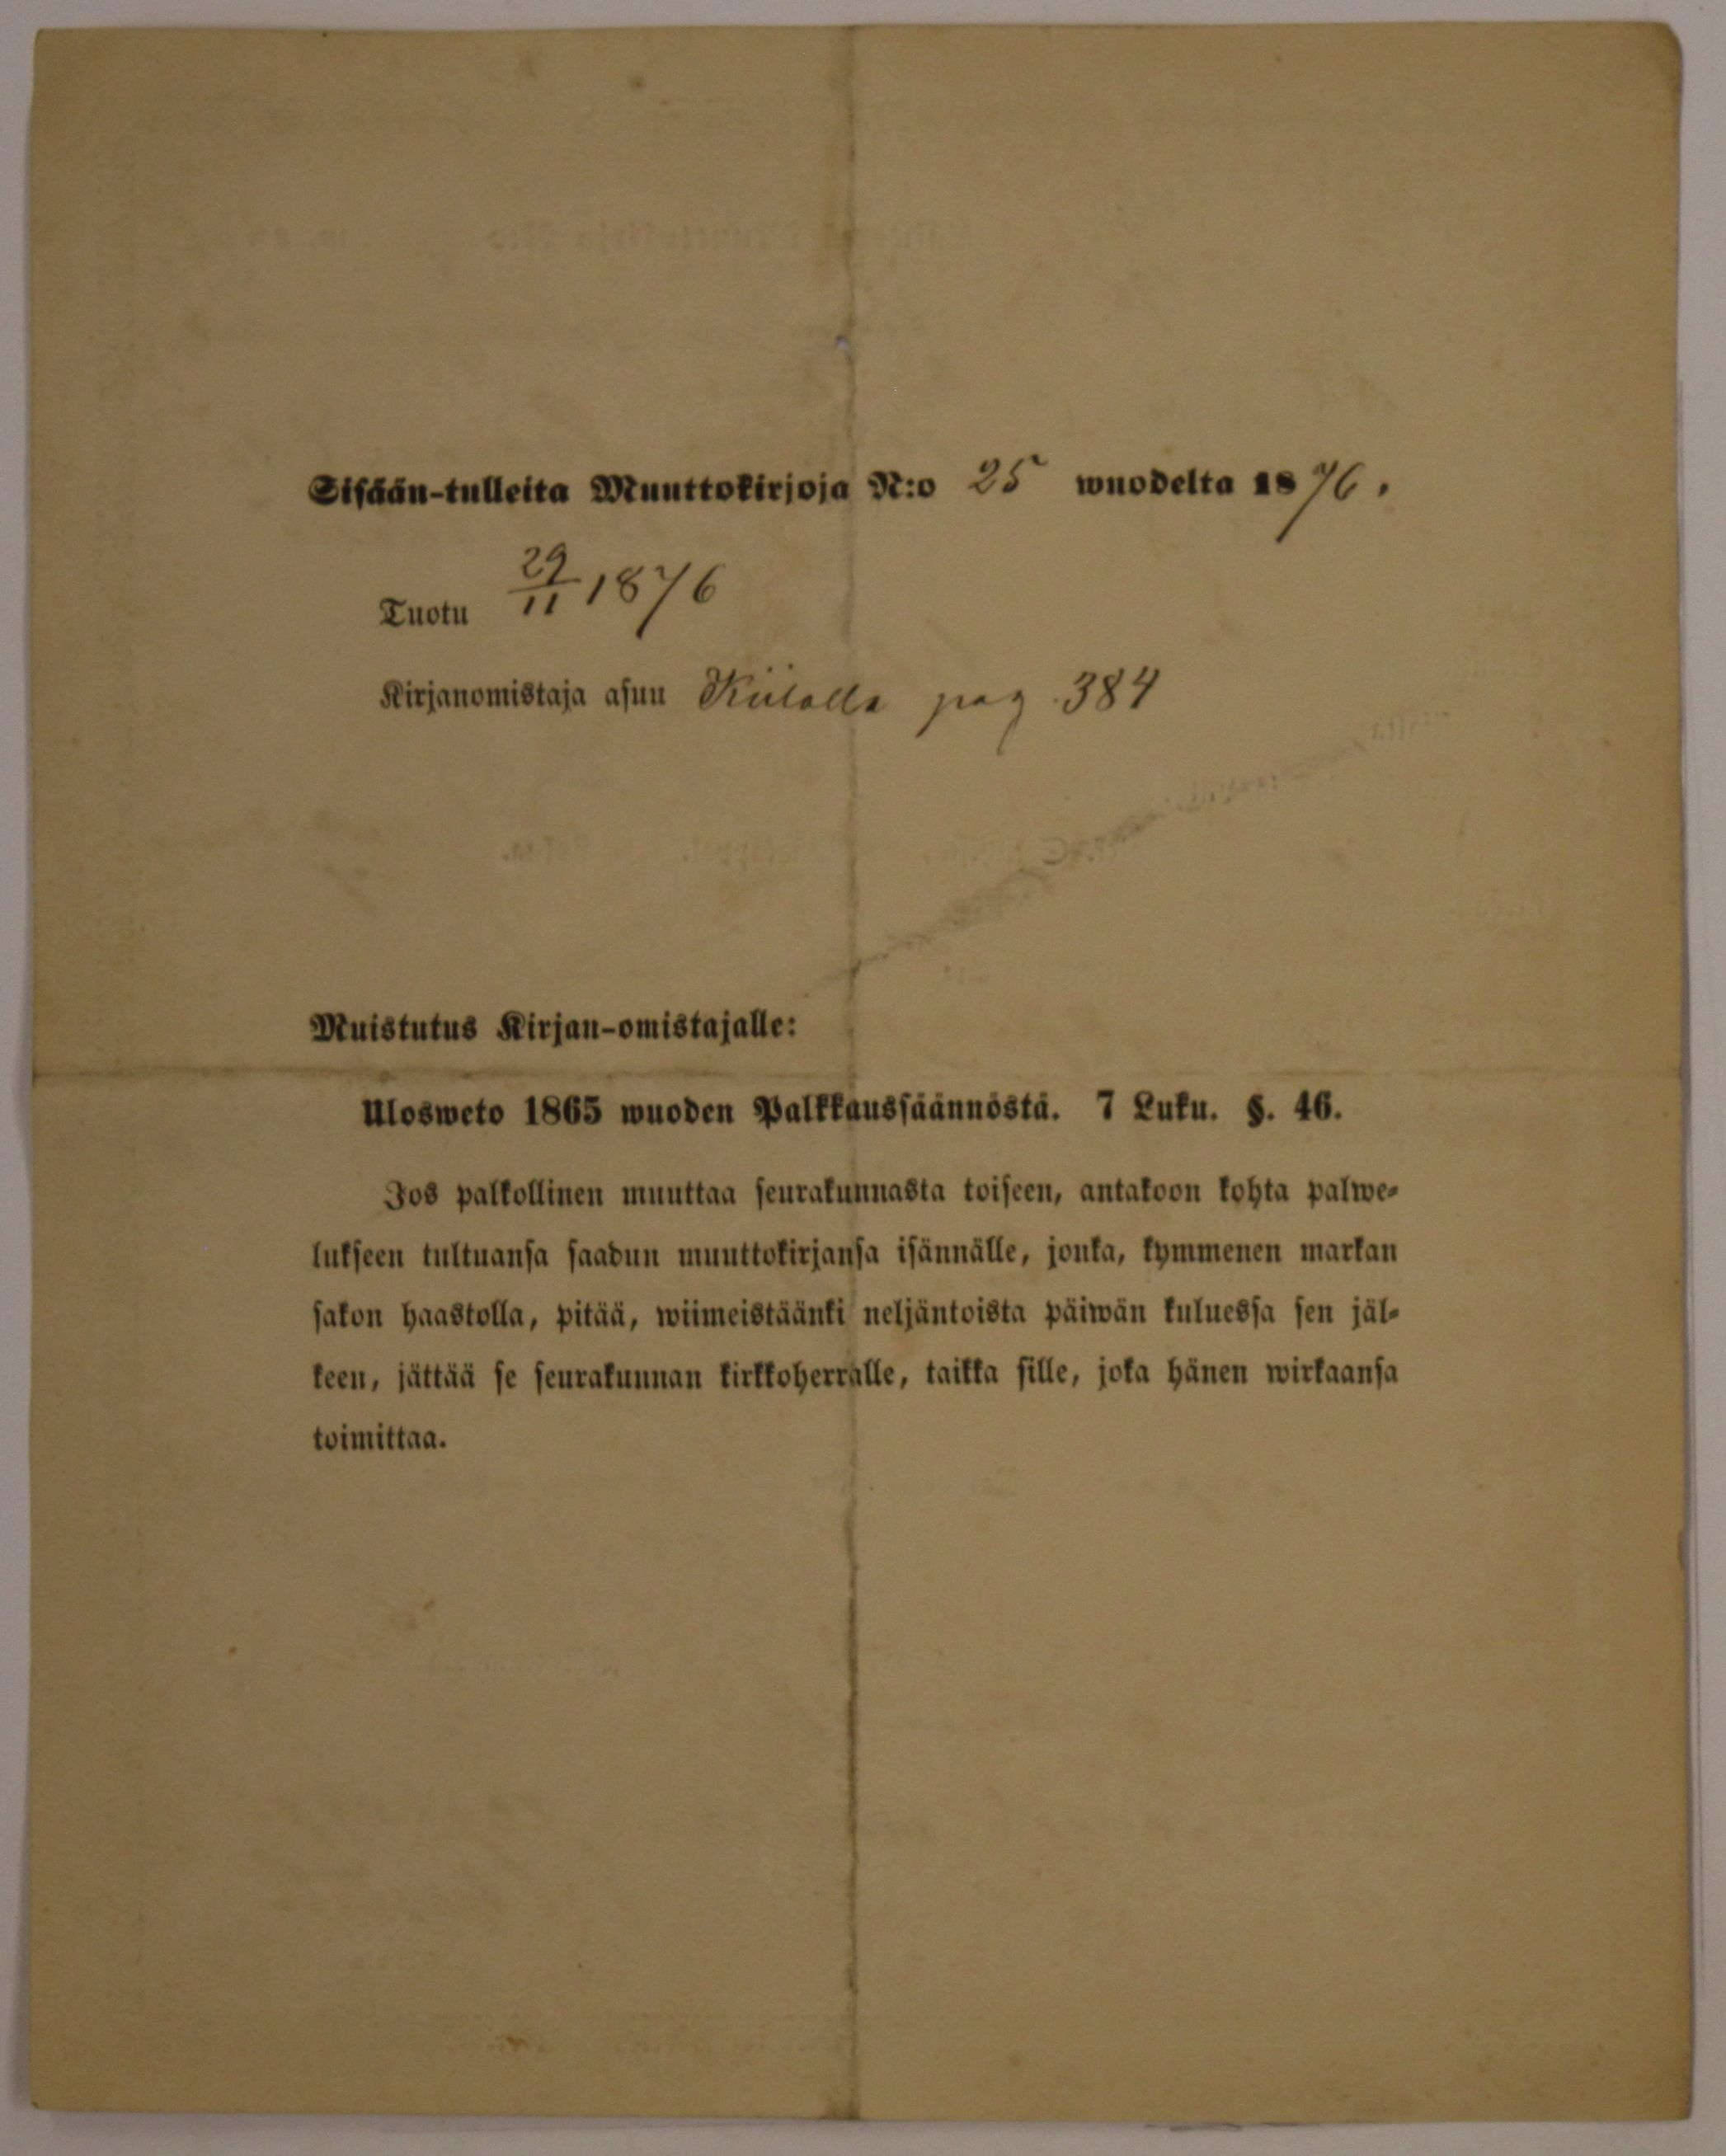 Sisään-tulleita Muuttokirjoja N:o 25 wuodelta 1876.
Tuotu 29/11 1876
Kirjanomistaja asuu Kiilalla pag. 384
Muistutus Kirjan-omistajalle:
Ulosweto 1865 wuoden Palkkaussäännöstä. 7 Luku. §. 46.
Jos palkollinen muuttaa seurakunnasta toiseen, antakoon kohta palwe-
lukseen tultuansa saadun muuttokirjansa isännälle, jonka, kymmenen markan
sakon haastolla, pitää, wiimeistäänki neljäntoista päiwän kuluessa sen jäl-
keen, jättää se seurakunnan kirkkoherralle, taikka sille, joka hänen wirkaansa
toimittaa.